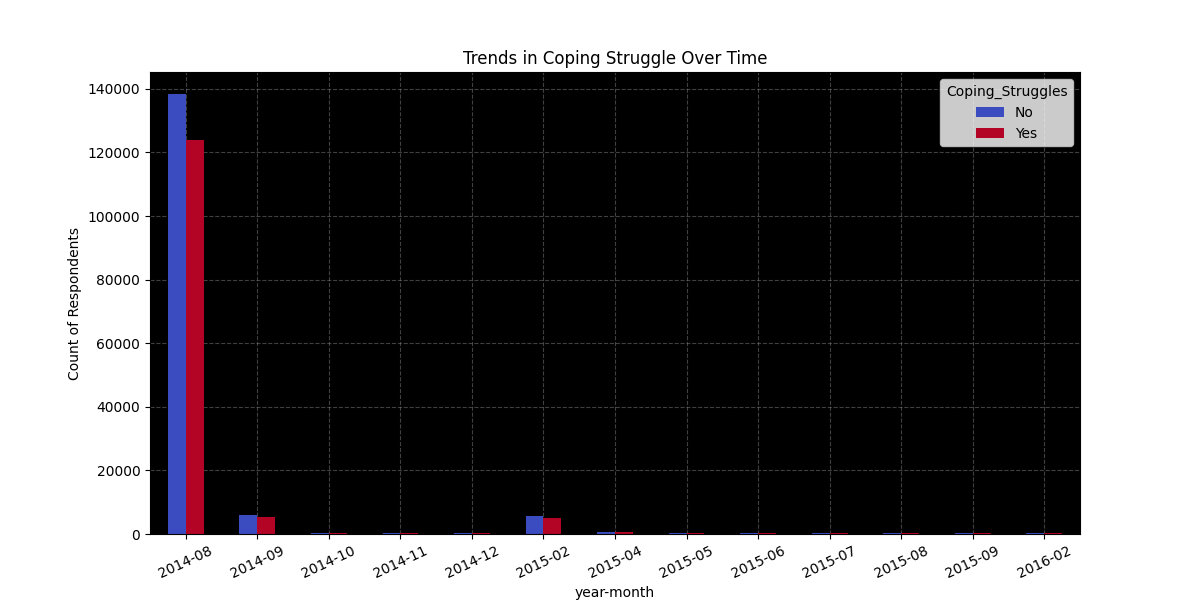 Trends in Coping Struggle Over Time
Coping_Struggles
No
Yes
Count of Respondents
140000
120000
100000
80000
60000
40000
20000
0
2014-08 2014-09 2014-10 2014-11 2014-12 2015-02 2015-04 2015-05 2015-06 2015-07 2015-08 2015-09 2016-02
year-month